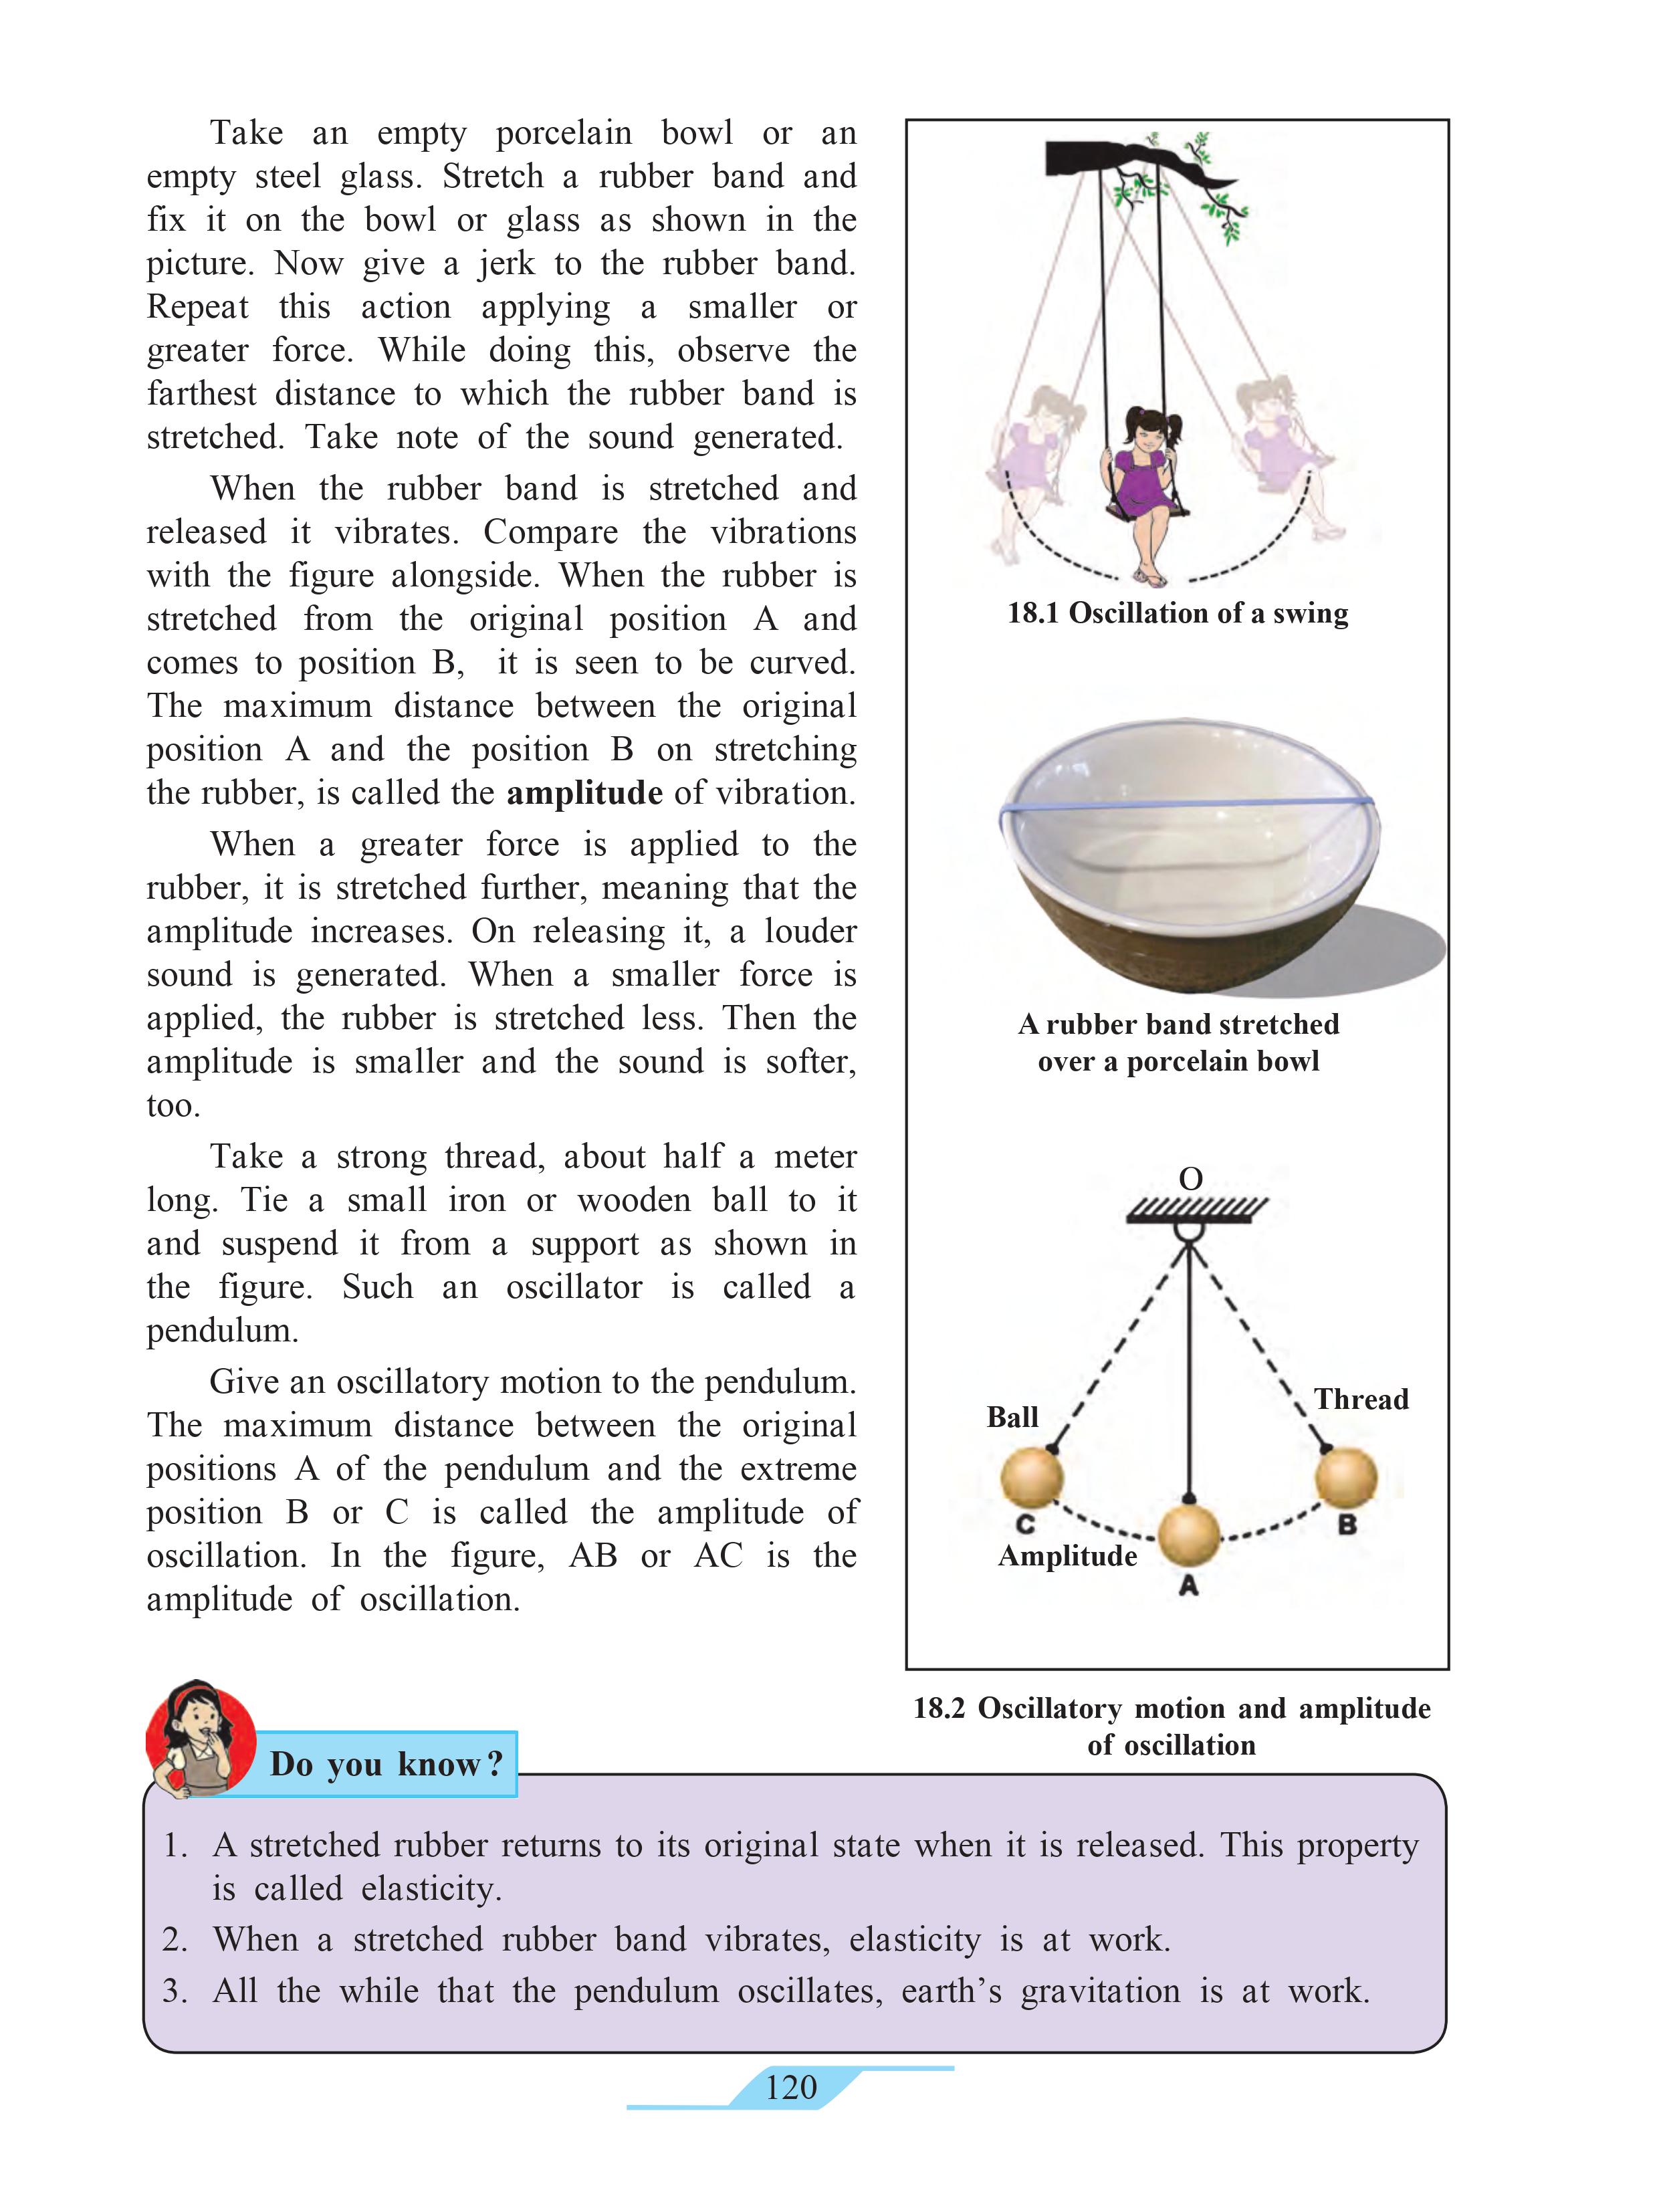 Take an empty porcelain bowl or an
empty steel glass. Stretch a rubber band and
fix it on the bowl or glass as shown in the
picture. Now give a jerk to the rubber band.
Repeat this action applying a smaller or
greater force. While doing this, observe the
farthest distance to which the rubber band is
stretched. Take note of the sound generated.
When the rubber band is stretched and
released it vibrates. Compare the vibrations
with the figure alongside. When the rubber is
stretched from the original position A and
comes to position B, it is seen to be curved.
The maximum distance between the original
position A and the position B on stretching
the rubber, is called the amplitude of vibration.
When a greater force is applied to the
rubber, it is stretched further, meaning that the
amplitude increases. On releasing it, a louder
sound is generated. When a smaller force is
applied, the rubber is stretched less. Then the
amplitude is smaller and the sound is softer,
too.
Take a strong thread, about half a meter
long. Tie a small iron or wooden ball to it
and suspend it from a support as shown in
the figure. Such an oscillator is called a
pendulum.
Give an oscillatory motion to the pendulum.
The maximum distance between the original
positions A of the pendulum and the extreme
position B or C is called the amplitude of
oscillation. In the figure, AB or AC is the
amplitude of oscillation.
18.1 Oscillation of a swing
A rubber band stretched
over a porcelain bowl
O
Ball
Thread
C
B
Amplitude
A
18.2 Oscillatory motion and amplitude
of oscillation
Do you know?
1. A stretched rubber returns to its original state when it is released. This property
is called elasticity.
2. When a stretched rubber band vibrates, elasticity is at work.
3. All the while that the pendulum oscillates, earth's gravitation is at work.
120